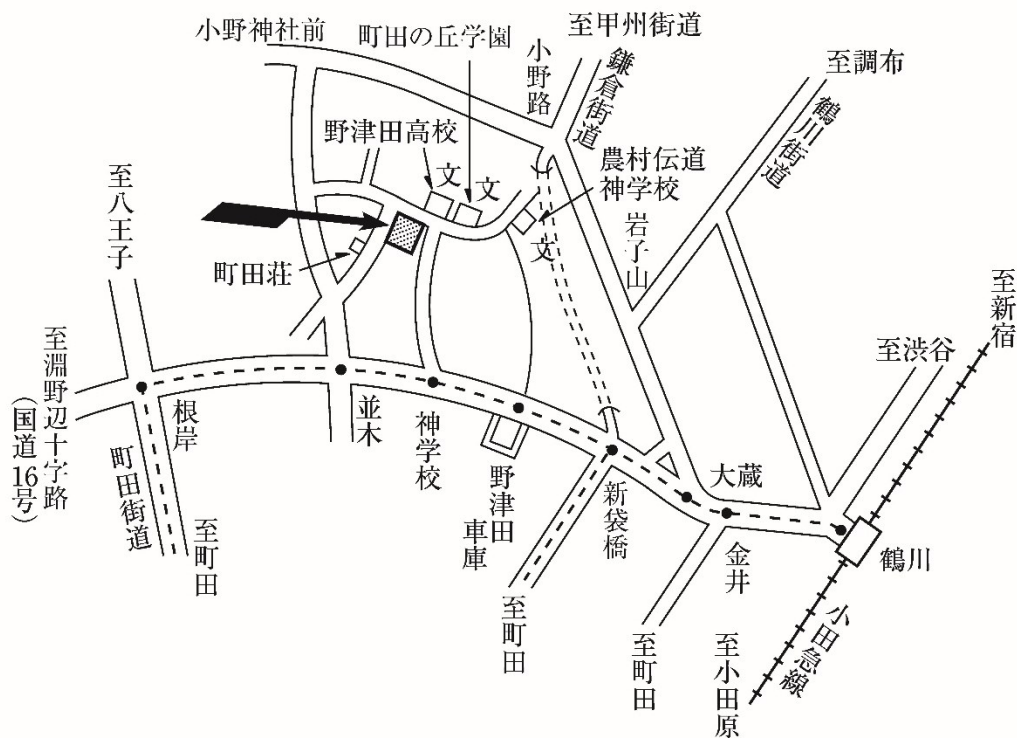 小野神社前
町田の丘学園
小野路
至甲州街道
鎌倉街道
至調布
鶴川街道
野津田高校
文
文
農村伝道
神学校
文
岩子山
至八王子
町田荘
至新宿
至渋谷
至淵野辺十字路
(国道16号)
根岸
町田街道
至町田
並木
神学校
野津田
車庫
新袋橋
大蔵
金井
鶴川
至町田
至町田
至小田原
小田急線